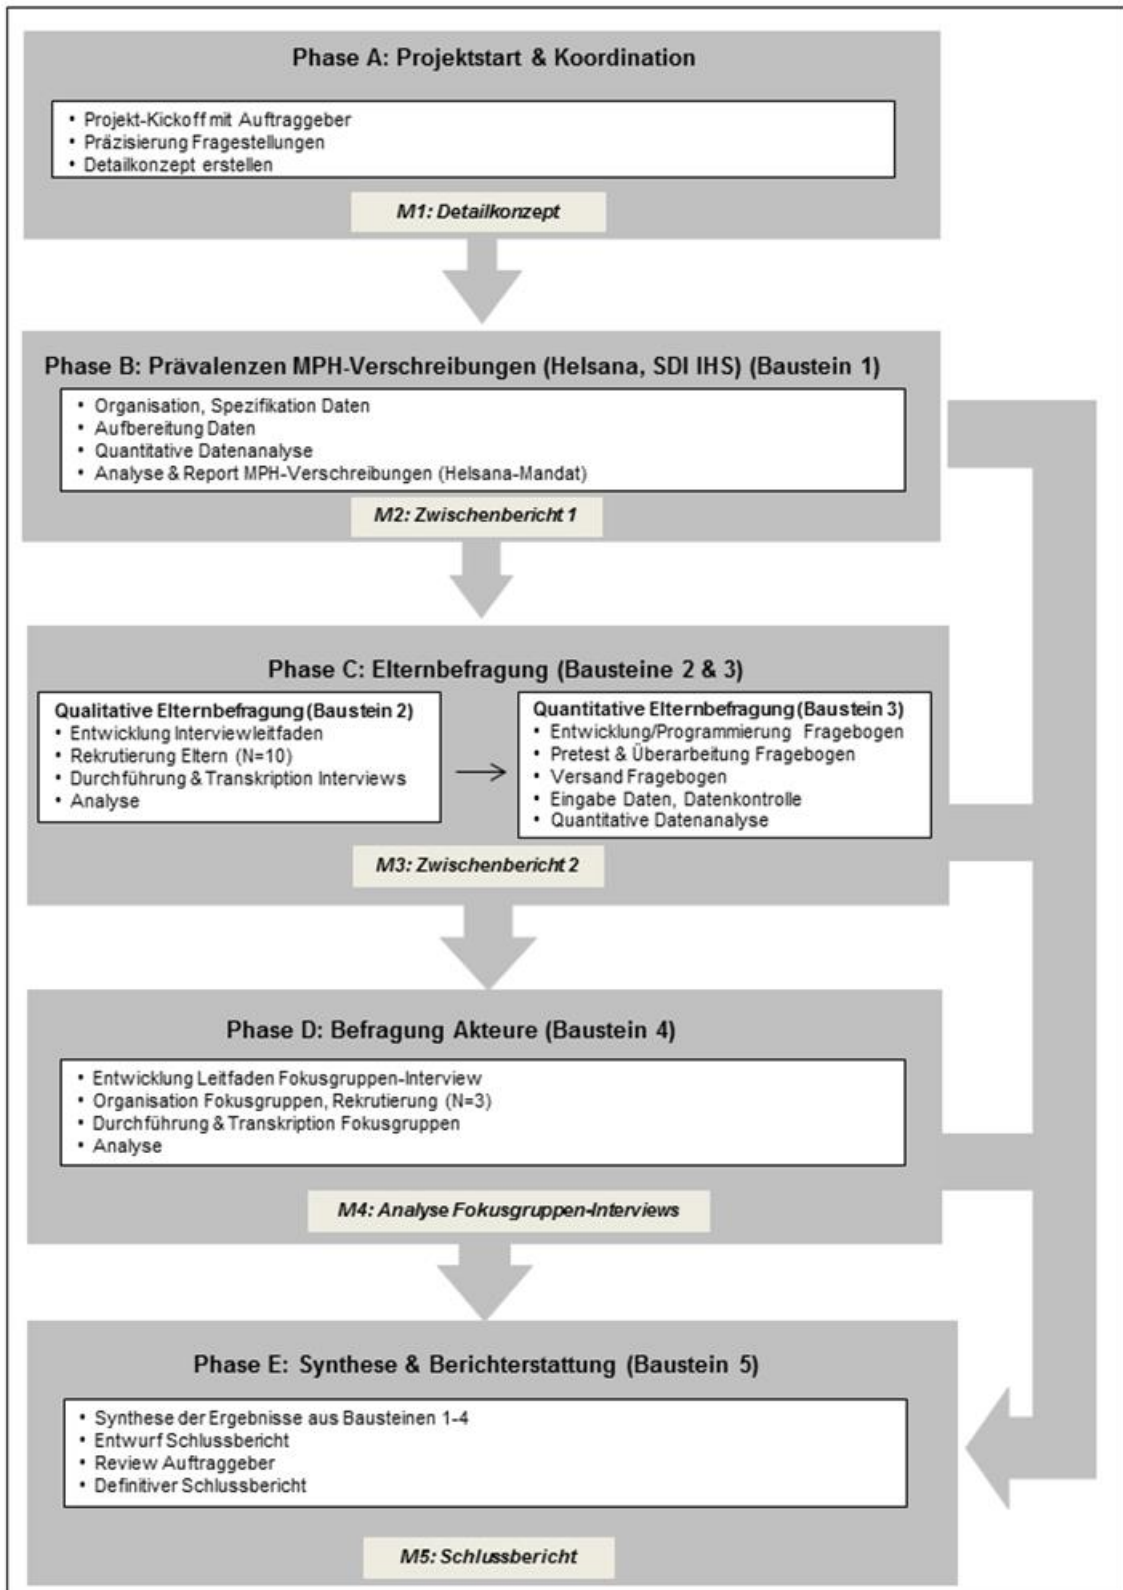 Phase A: Projektstart & Koordination
• Projekt-Kickoff mit Auftraggeber
• Präzisierung Fragestellungen
• Detailkonzept erstellen
M1: Detailkonzept
Phase B: Prävalenzen MPH-Verschreibungen (Helsana, SDI IHS) (Baustein 1)
• Organisation, Spezifikation Daten
• Aufbereitung Daten
• Quantitative Datenanalyse
• Analyse & Report MPH-Verschreibungen (Helsana-Mandat)
M2: Zwischenbericht 1
Phase C: Elternbefragung (Bausteine 2 & 3)
Qualitative Elternbefragung (Baustein 2)
• Entwicklung Interviewleitfaden
• Rekrutierung Eltern (N=10)
• Durchführung & Transkription Interviews
• Analyse
Quantitative Elternbefragung (Baustein 3)
• Entwicklung/Programmierung Fragebogen
• Pretest & Überarbeitung Fragebogen
• Versand Fragebogen
• Eingabe Daten, Datenkontrolle
• Quantitative Datenanalyse
M3: Zwischenbericht 2
Phase D: Befragung Akteure (Baustein 4)
• Entwicklung Leitfaden Fokusgruppen-Interview
• Organisation Fokusgruppen, Rekrutierung (N=3)
• Durchführung & Transkription Fokusgruppen
• Analyse
M4: Analyse Fokusgruppen-Interviews
Phase E: Synthese & Berichterstattung (Baustein 5)
• Synthese der Ergebnisse aus Bausteinen 1-4
• Entwurf Schlussbericht
• Review Auftraggeber
• Definitiver Schlussbericht
M5: Schlussbericht